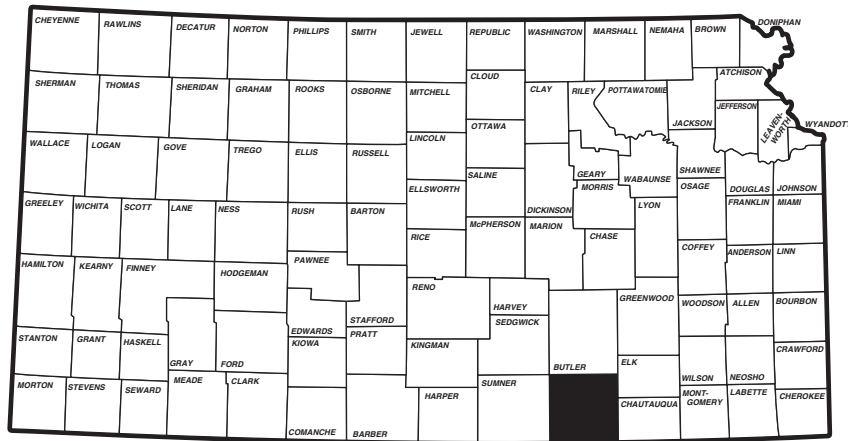 CHEYENNE
RAWLINS
DECATUR
NORTON
PHILLIPS
SMITH
JEWELL
REPUBLIC
WASHINGTON
MARSHALL
NEMAHA
BROWN
DONIPHAN
SHERMAN
THOMAS
SHERIDAN
GRAHAM
ROOKS
OSBORNE
MITCHELL
CLOUD
CLAY
RILEY
POTTAWATOMIE
JACKSON
ATCHISON
JEFFERSON
LEAVEN-
WORTH
WYANDOTT
WALLACE
LOGAN
GOVE
TREGO
ELLIS
RUSSELL
LINCOLN
OTTAWA
SALINE
ELLSWORTH
GEARY
MORRIS
WABAUNSE
SHAWNEE
OSAGE
DOUGLAS
JOHNSON
GREELEY
WICHITA
SCOTT
LANE
NESS
RUSH
BARTON
RICE
McPHERSON
DICKINSON
MARION
CHASE
LYON
FRANKLIN
MIAMI
HAMILTON
KEARNY
FINNEY
HODGEMAN
PAWNEE
RENO
HARVEY
SEDGWICK
GREENWOOD
COFFEY
ANDERSON
LINN
EDWARDS
KIOWA
STAFFORD
PRATT
KINGMAN
BUTLER
WOODSON
ALLEN
BOURBON
STANTON
GRANT
HASKELL
GRAY
FORD
ELK
WILSON
NEOSHO
CRAWFORD
MORTON
STEVENS
SEWARD
MEADE
CLARK
COMANCHE
BARBER
HARPER
SUMNER
CHAUTAUQUA
MONT-
GOMERY
LABETTE
CHEROKEE